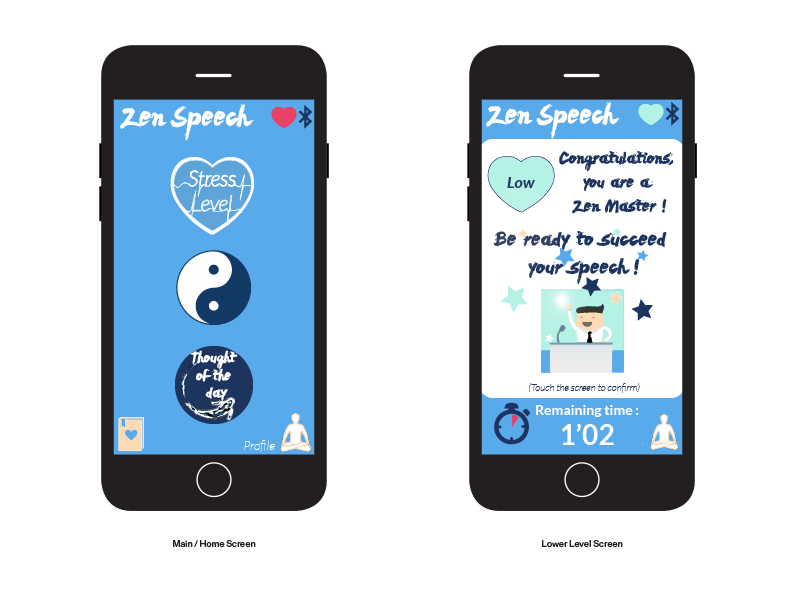 Zen Speech
Stress
Level
Thought
of the
day
Profile
Main / Home Screen
Zen Speech
Low
Congratulations,
you are a
Zen Master !
Be ready to succeed
your speech !
(Touch the screen to confirm)
Remaining time :
1’02
Lower Level Screen